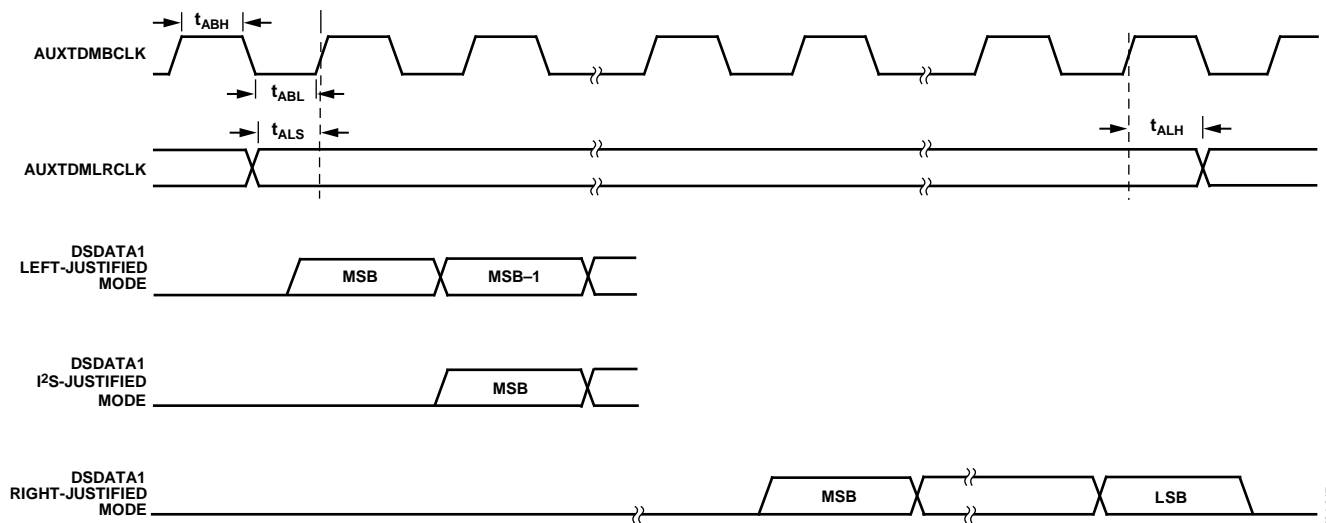 tABH
AUXTDMBCLK
tABL
tALS
tALH
AUXTDMLRCLK
DSDATA1
LEFT-JUSTIFIED
MODE
MSB
MSB–1
DSDATA1
I²S-JUSTIFIED
MODE
MSB
DSDATA1
RIGHT-JUSTIFIED
MODE
MSB
LSB